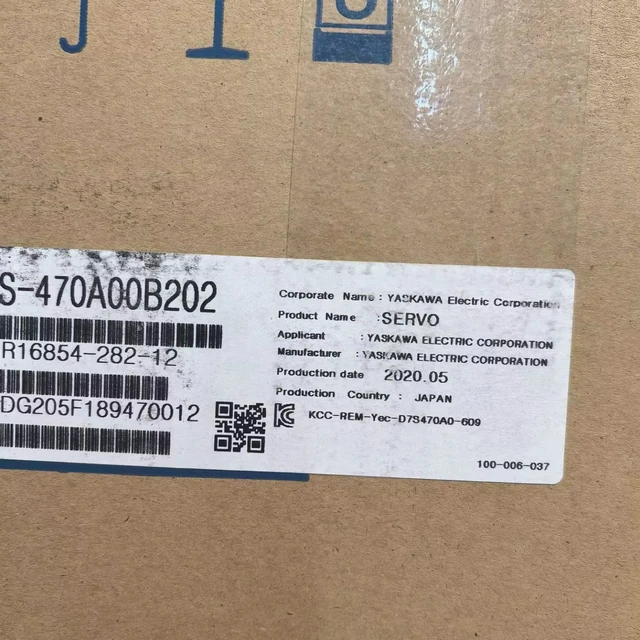 J I U
S-470A00B202
R16854-282-12
DG205F189470012
Corporate Name : YASKAWA Electric Corporation
Product Name : SERVO
Applicant : YASKAWA ELECTRIC CORPORATION
Manufacturer : YASKAWA ELECTRIC CORPORATION
Production date 2020.05
Production Country : JAPAN
KCC-REM-Yec-D7S470A0-609
100-006-037